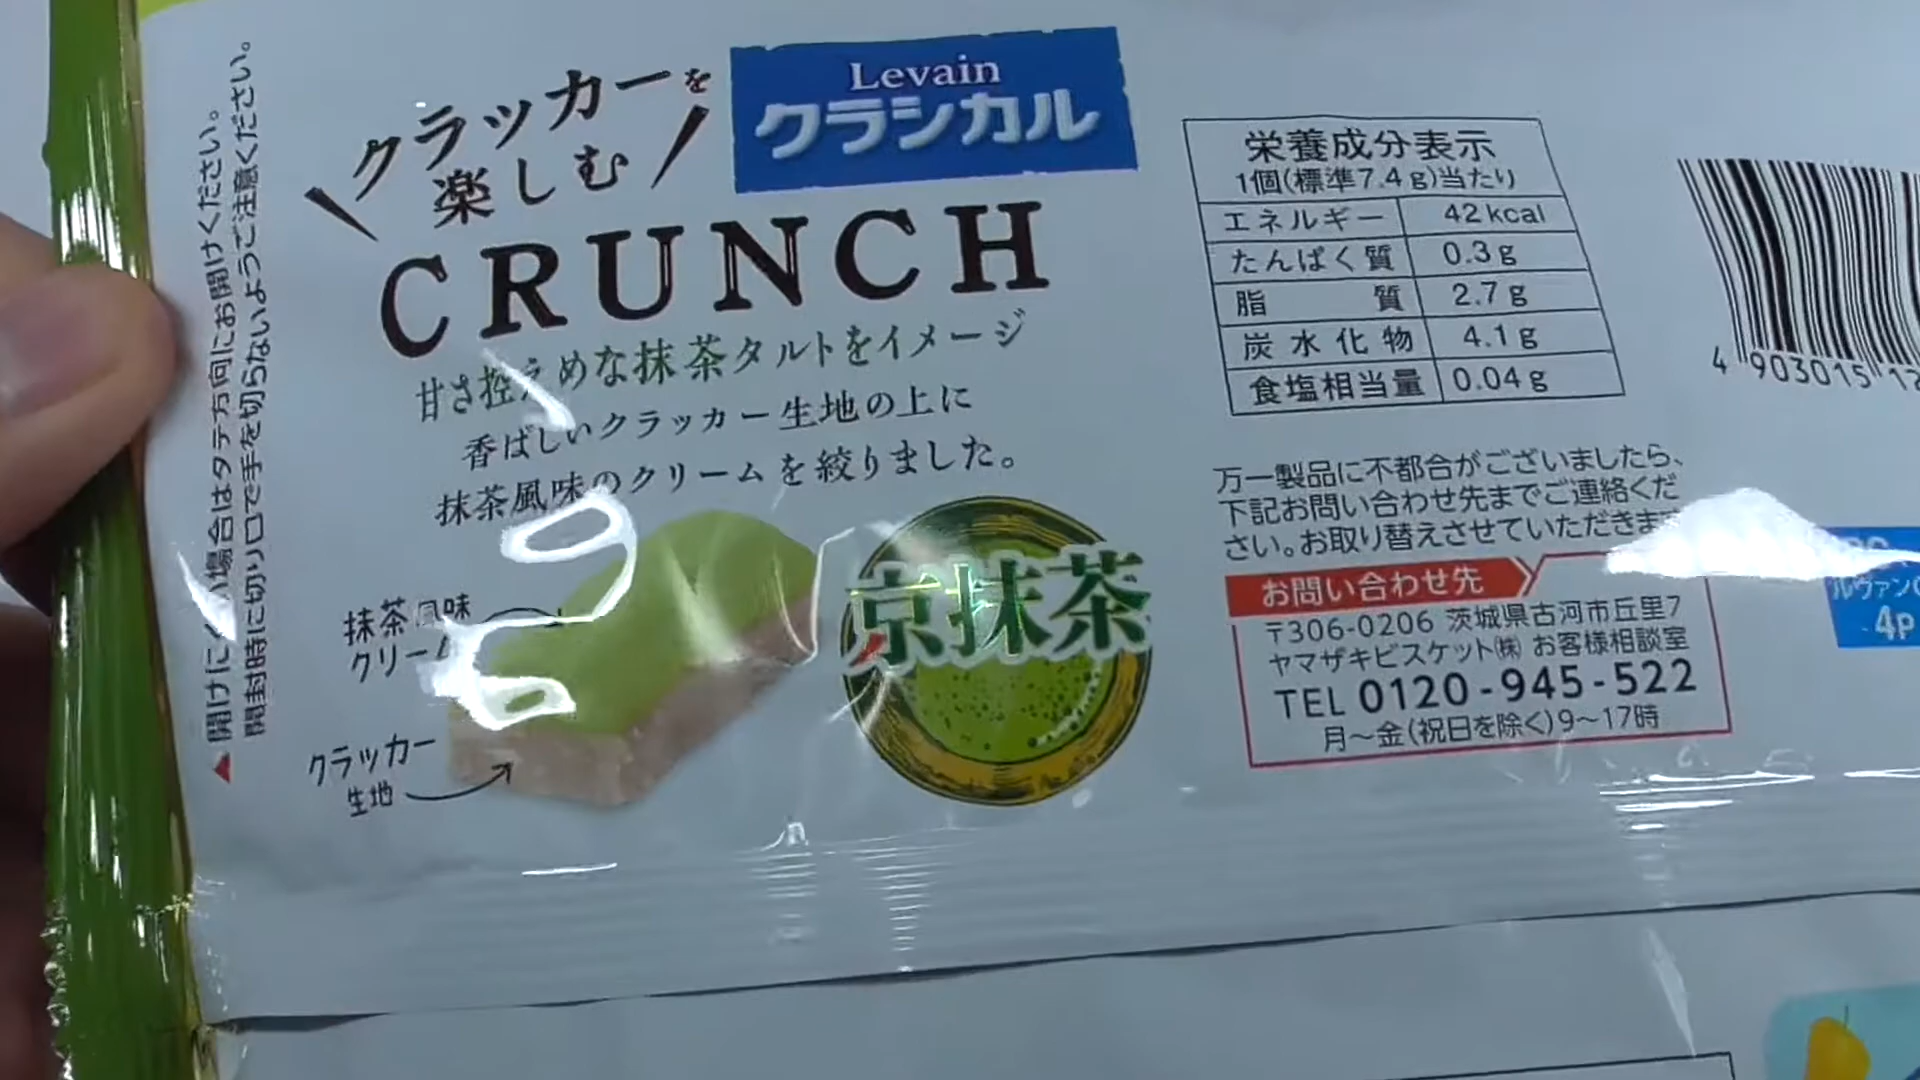 開けにくい場合はタテ方向にお開けください。
開封時に切り口で手を切らないようご注意ください。
クラッカーを
楽しむ
Levain
クラシカル
CRUNCH
甘さ控えめな抹茶タルトをイメージ
香ばしいクラッカー生地の上に
抹茶風味のクリームを絞りました。
抹茶風味
クリーム
クラッカー
生地
京抹茶
栄養成分表示
1個(標準7.4g)当たり
エネルギー 42kcal
たんぱく質 0.3g
脂質 2.7g
炭水化物 4.1g
食塩相当量 0.04g
4 903015 12
万一製品に不都合がございましたら、
下記お問い合わせ先までご連絡くだ
さい。お取り替えさせていただきます
お問い合わせ先
〒306-0206 茨城県古河市丘里7
ヤマザキビスケット㈱ お客様相談室
TEL 0120-945-522
月~金(祝日を除く)9~17時
ルヴァンC
4P